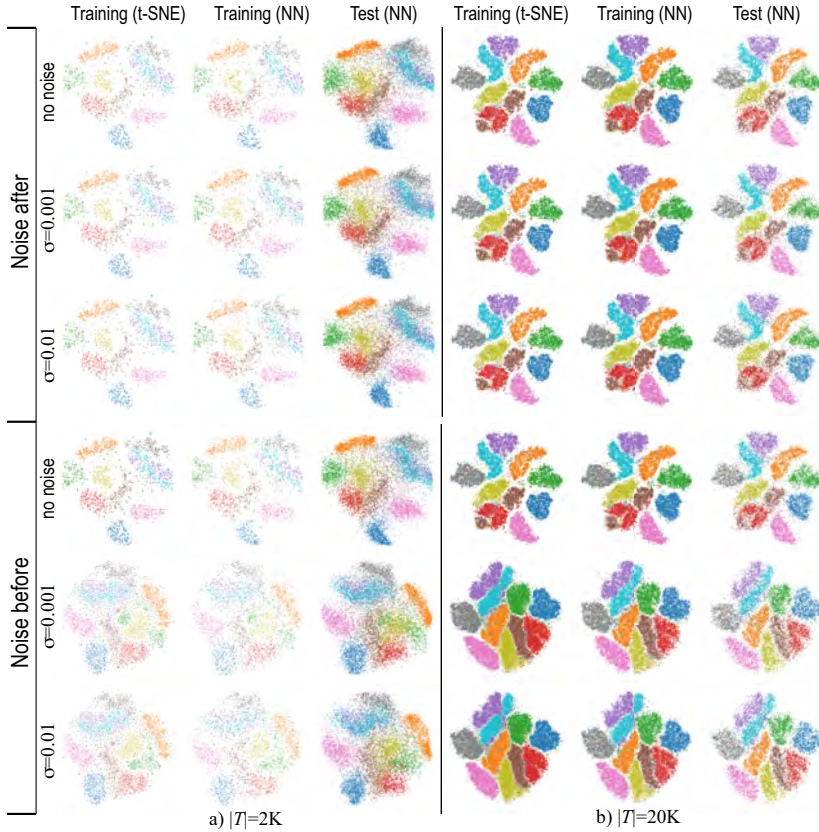 Training (t-SNE) Training (NN) Test (NN) Training (t-SNE) Training (NN) Test (NN)
Noise after
no noise
σ=0.001
σ=0.01
Noise before
no noise
σ=0.001
σ=0.01
a) |T|=2K b) |T|=20K